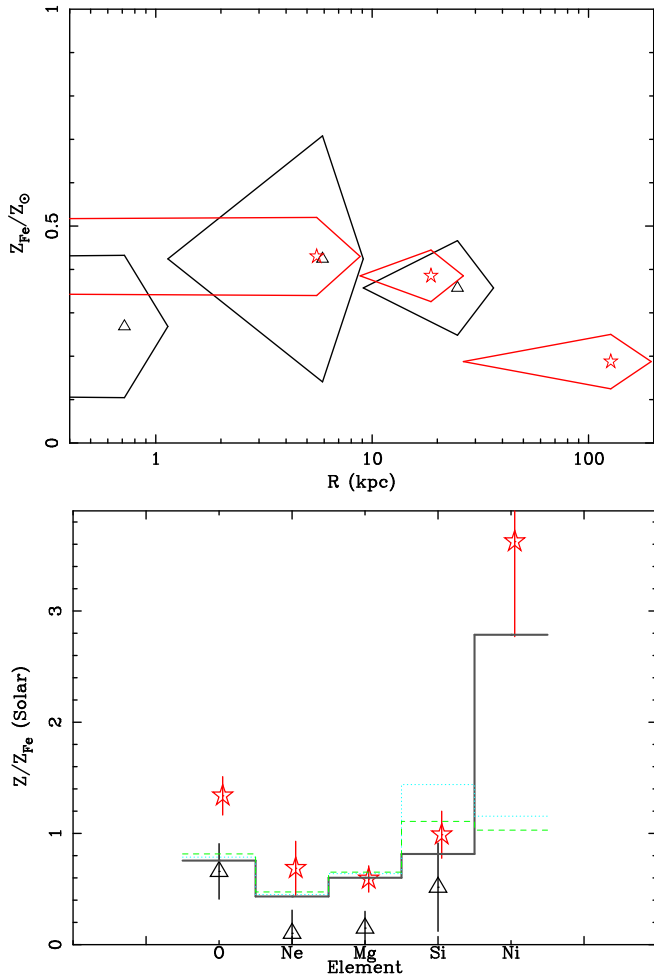 1
Z_Fe/Z_⊙
0.5
0
1 10 100
R (kpc)
3
Z/Z_Fe (Solar)
2
1
0
O Ne Mg Si Ni
Element